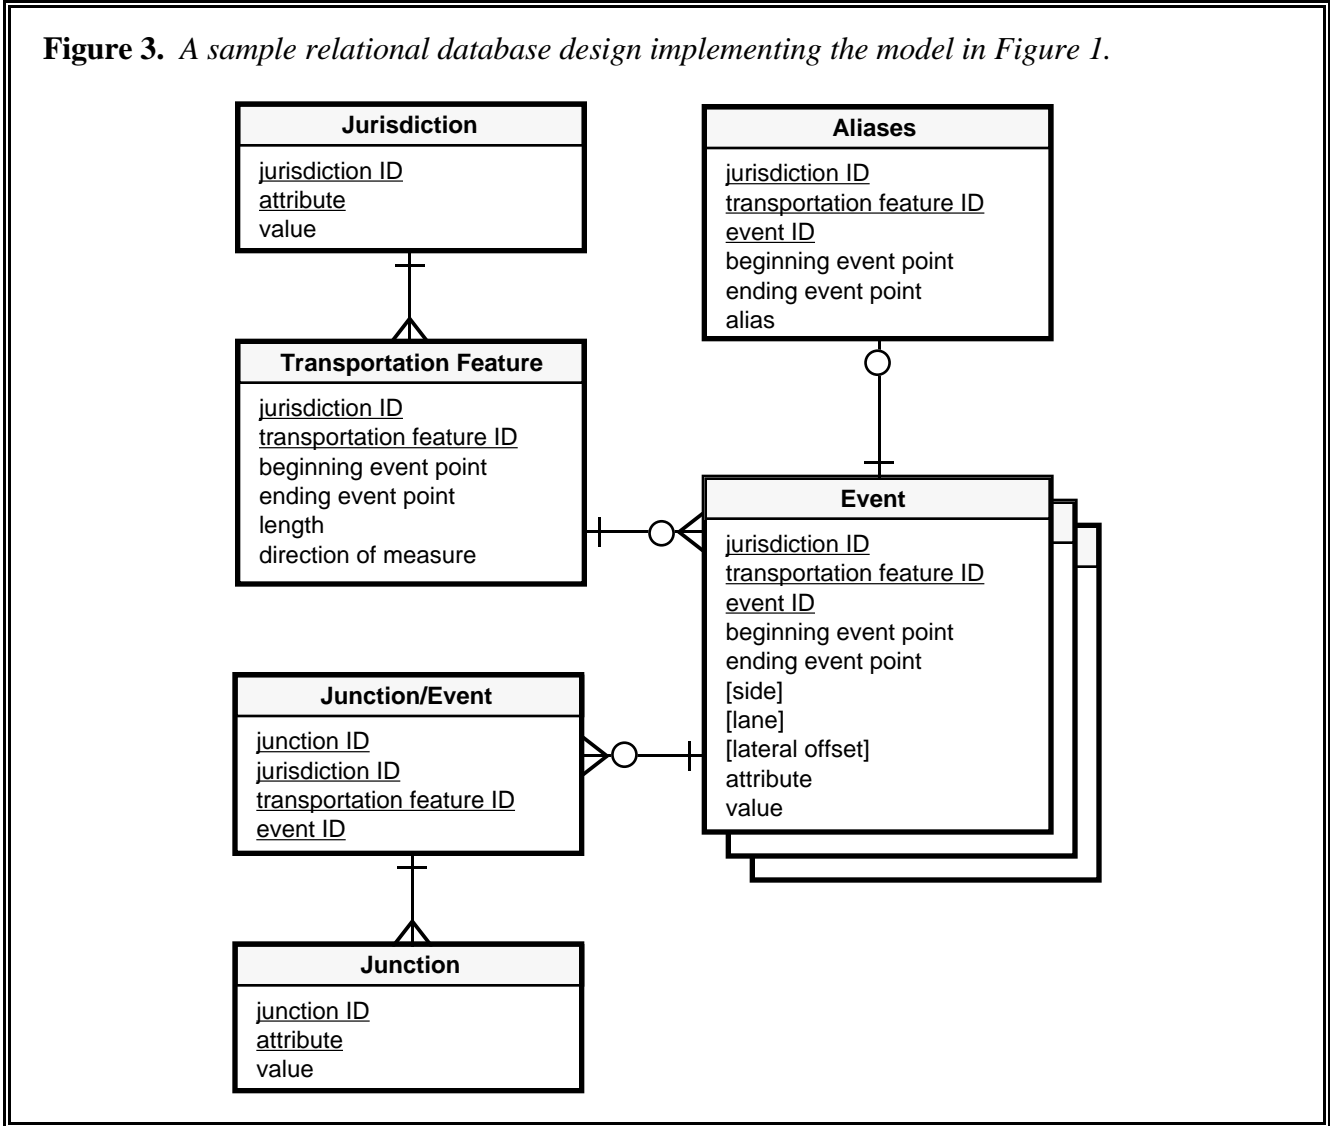 Figure 3. A sample relational database design implementing the model in Figure 1.
Jurisdiction
jurisdiction ID
attribute
value
Aliases
jurisdiction ID
transportation feature ID
event ID
beginning event point
ending event point
alias
Transportation Feature
jurisdiction ID
transportation feature ID
beginning event point
ending event point
length
direction of measure
Event
jurisdiction ID
transportation feature ID
event ID
beginning event point
ending event point
[side]
[lane]
[lateral offset]
attribute
value
Junction/Event
junction ID
jurisdiction ID
transportation feature ID
event ID
Junction
junction ID
attribute
value